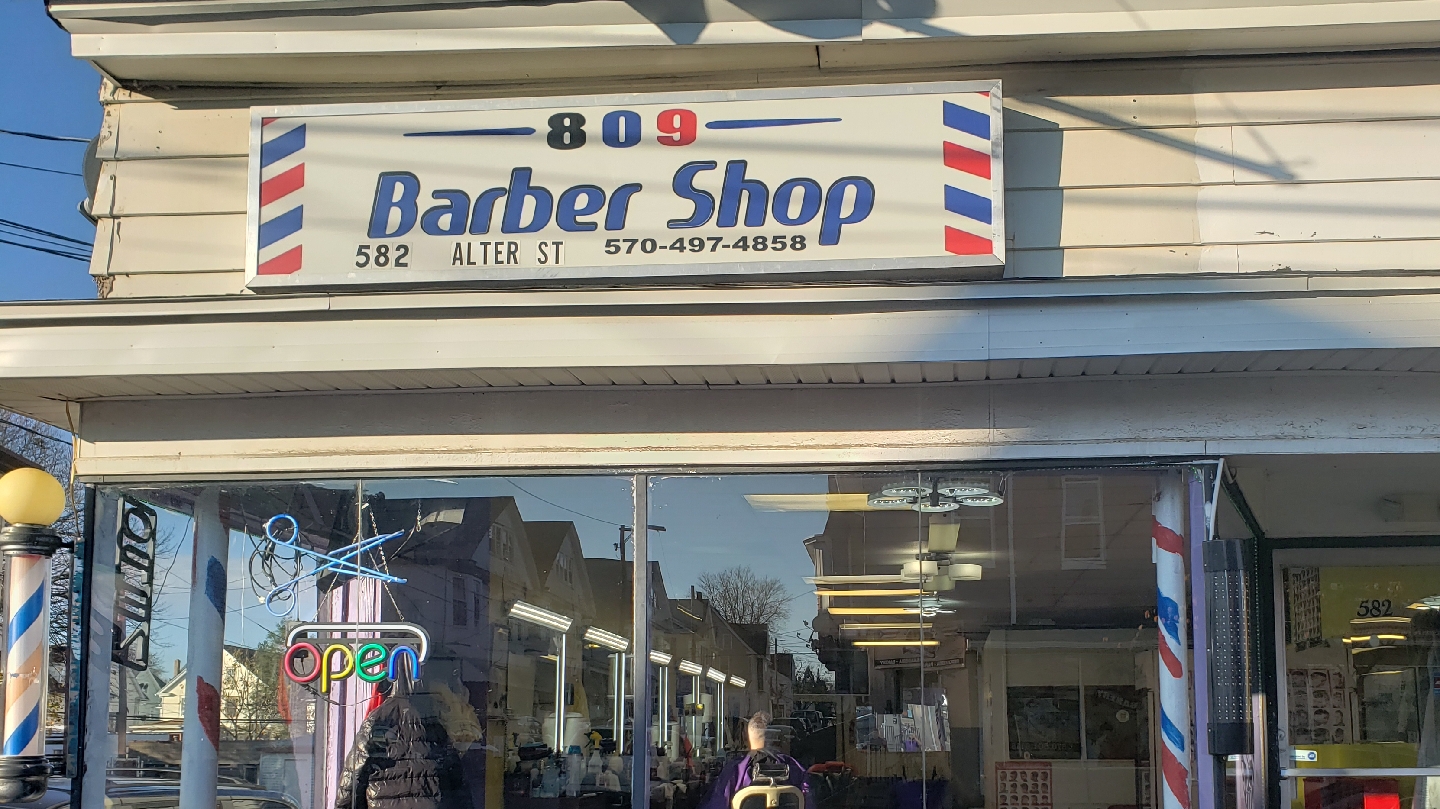 809
Barber Shop
582 ALTER ST 570-497-4858
open
582